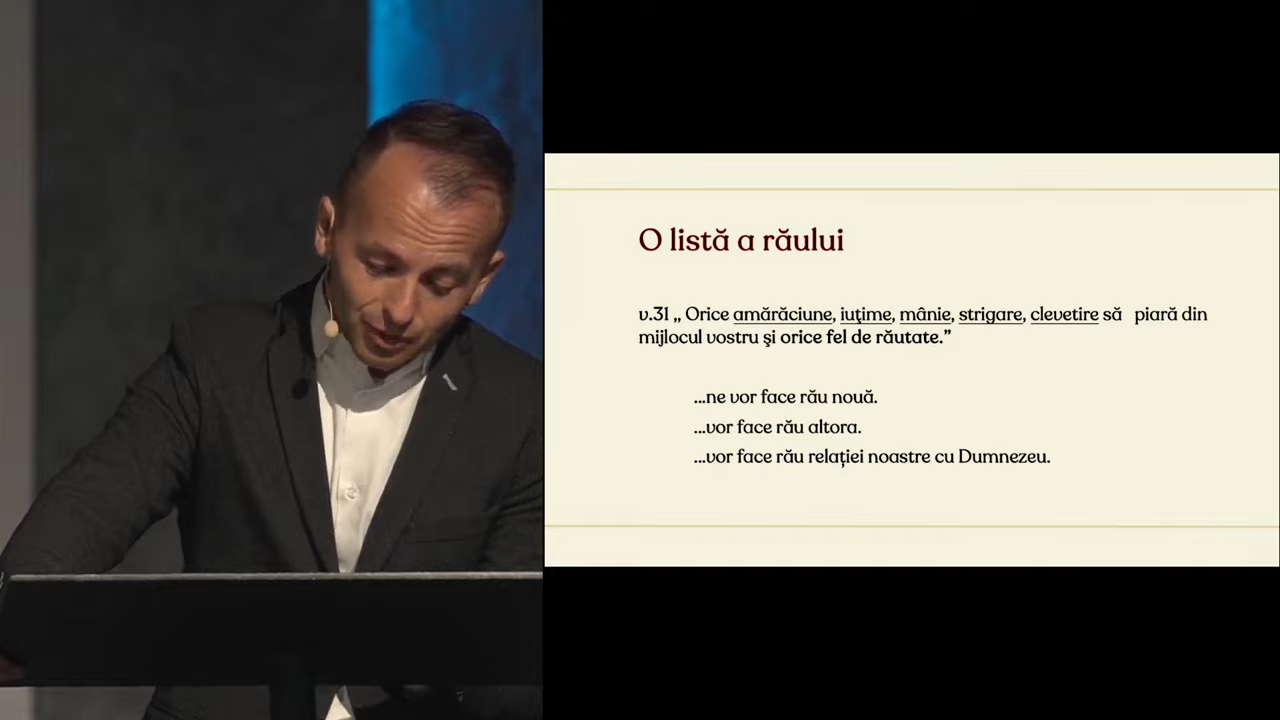 O listă a răului
v.31 „ Orice amărăciune, iuţime, mânie, strigare, clevetire să piară din
mijlocul vostru şi orice fel de răutate.”
...ne vor face rău nouă.
...vor face rău altora.
...vor face rău relației noastre cu Dumnezeu.